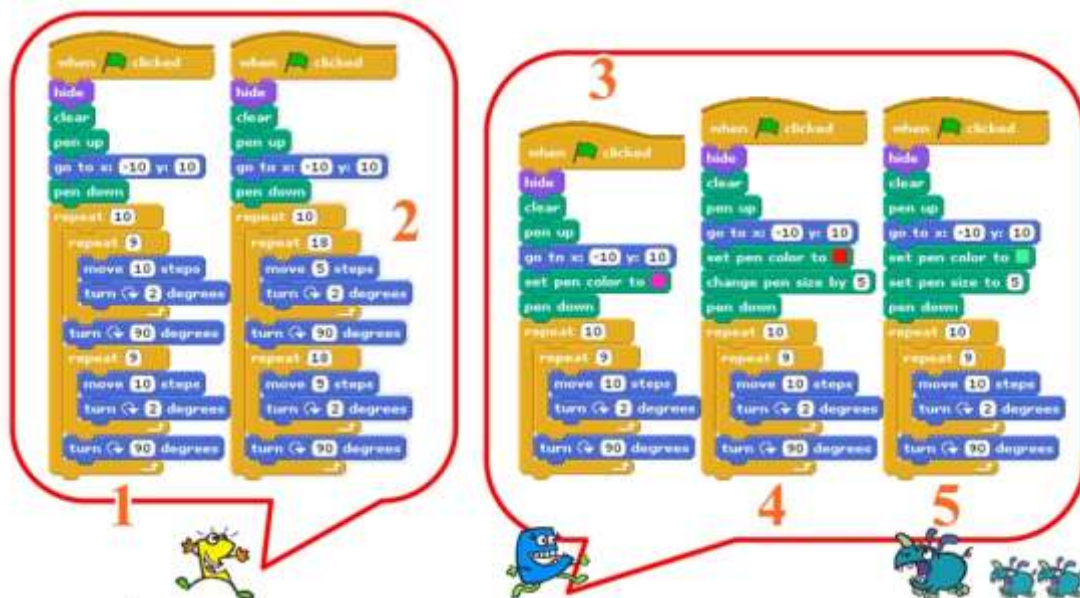 when clicked
hide
clear
pen up
go to x: -10 y: 10
pen down
repeat 10
repeat 9
move 10 steps
turn 2 degrees
turn 90 degrees
repeat 9
move 10 steps
turn 2 degrees
turn 90 degrees
1
when clicked
hide
clear
pen up
go to x: -10 y: 10
pen down
repeat 10
repeat 18
move 5 steps
turn 2 degrees
turn 90 degrees
repeat 18
move 5 steps
turn 2 degrees
turn 90 degrees
2
3
when clicked
hide
clear
pen up
go to x: -10 y: 10
set pen color to
pen down
repeat 10
repeat 9
move 10 steps
turn 2 degrees
turn 90 degrees
when clicked
hide
clear
pen up
go to x: -10 y: 10
set pen color to
change pen size by 5
pen down
repeat 10
repeat 9
move 10 steps
turn 2 degrees
turn 90 degrees
4
when clicked
hide
clear
pen up
go to x: -10 y: 10
set pen color to
set pen size to 5
pen down
repeat 10
repeat 9
move 10 steps
turn 2 degrees
turn 90 degrees
5